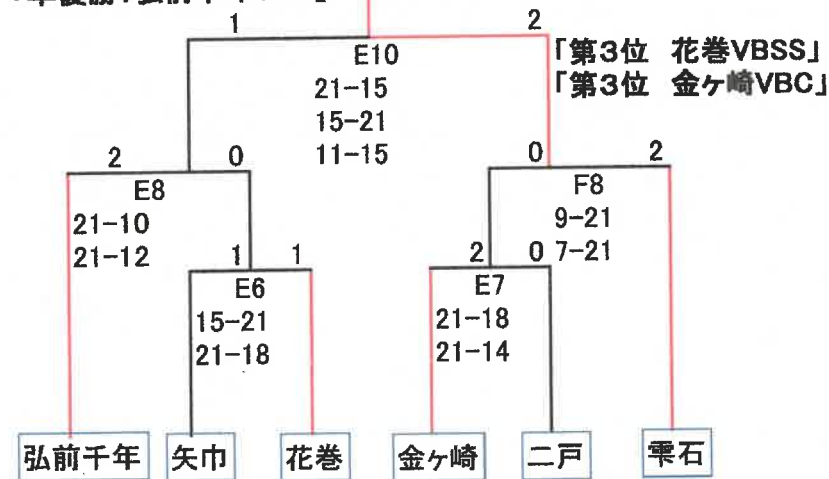 1 2
E10 「第3位 花巻VBSS」
21-15 「第3位 金ヶ崎VBC」
15-21
11-15
2 0 0 2
E8 F8
21-10 9-21
21-12 7-21
1 1 2 0
E6 E7
15-21 21-18
21-18 21-14
弘前千年 矢巾 花巻 金ヶ崎 二戸 雫石